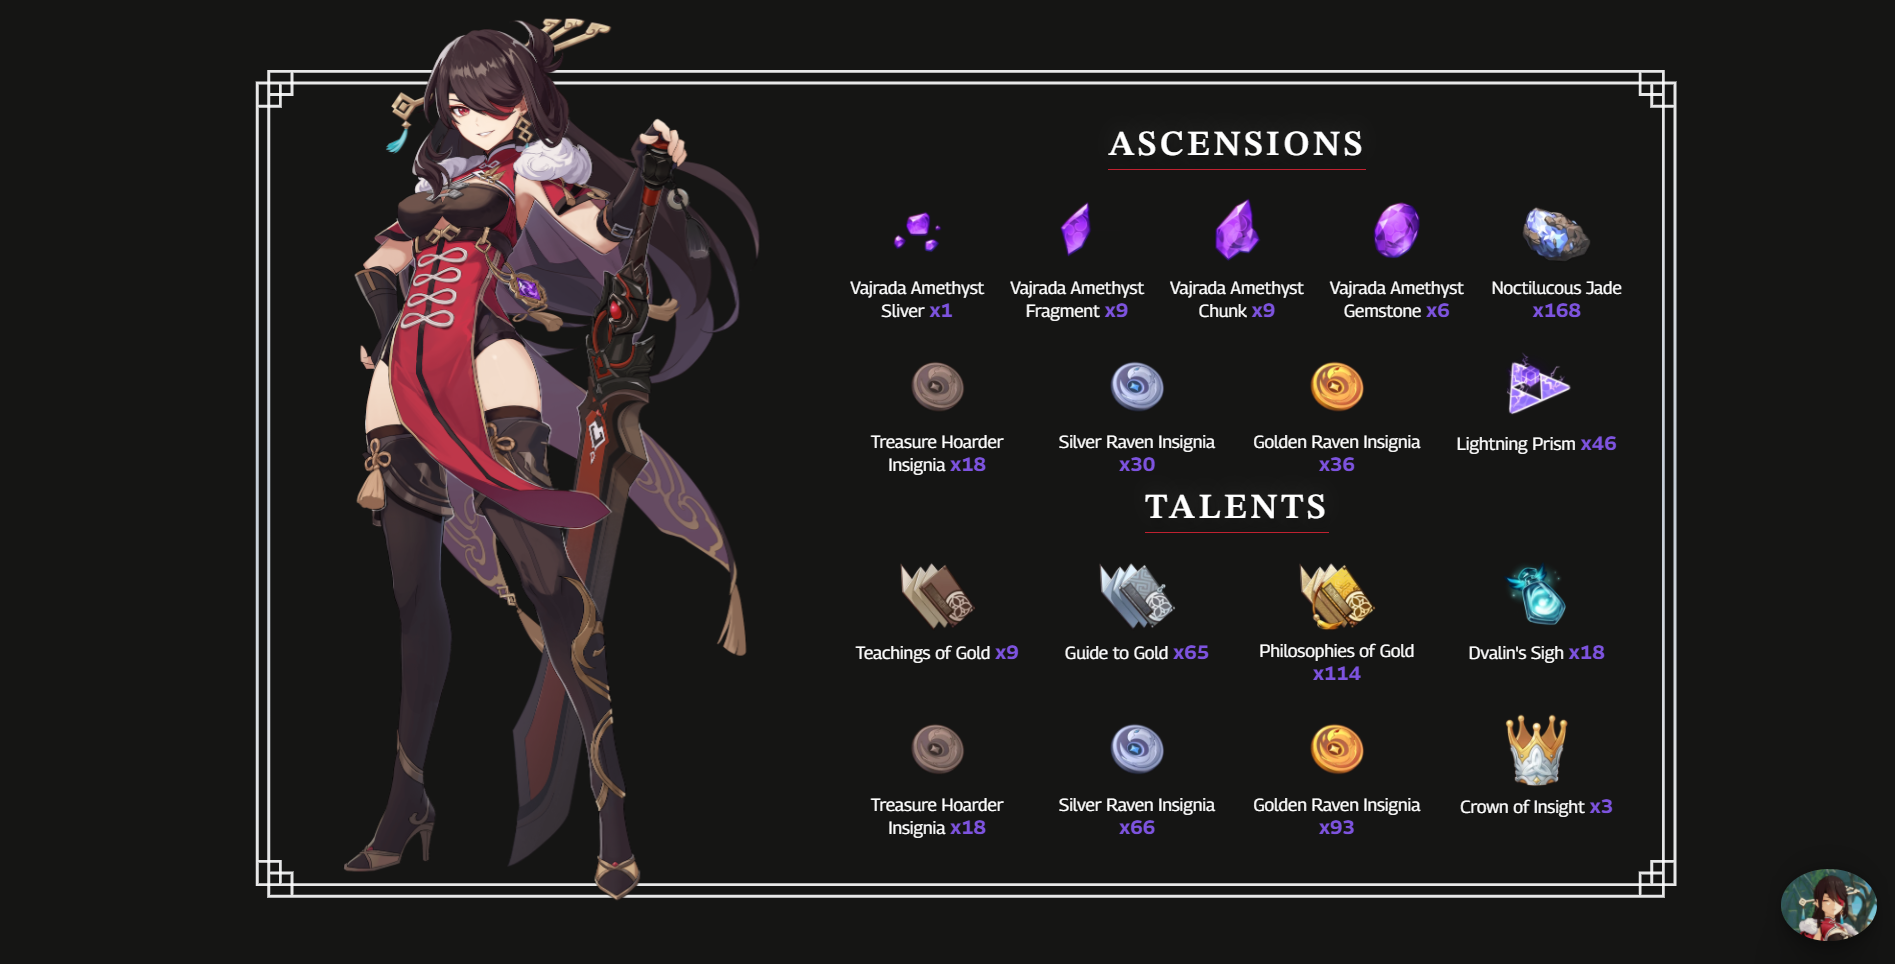 ASCENSIONS
Vajrada Amethyst
Sliver x1
Vajrada Amethyst
Fragment x9
Vajrada Amethyst
Chunk x9
Vajrada Amethyst
Gemstone x6
Noctilucous Jade
x168
Treasure Hoarder
Insignia x18
Silver Raven Insignia
x30
Golden Raven Insignia
x36
Lightning Prism x46
TALENTS
Teachings of Gold x9
Guide to Gold x65
Philosophies of Gold
x114
Dvalin's Sigh x18
Treasure Hoarder
Insignia x18
Silver Raven Insignia
x66
Golden Raven Insignia
x93
Crown of Insight x3